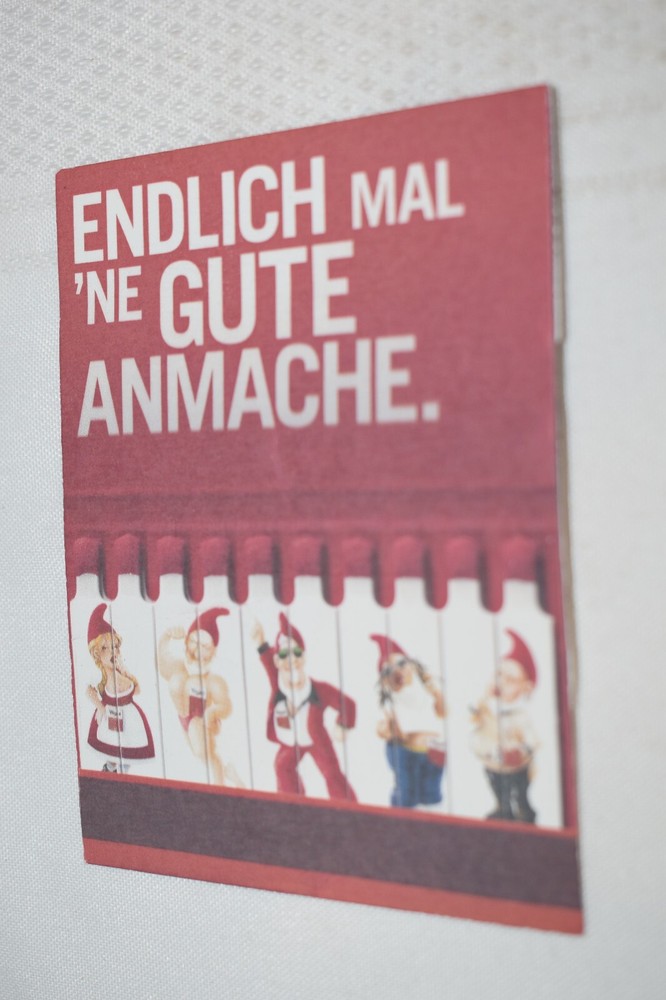 ENDLICH MAL
'NE GUTE
ANMACHE.